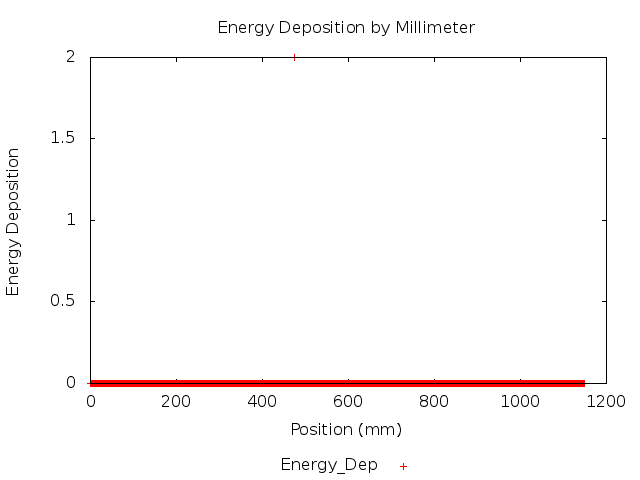 Energy Deposition by Millimeter
2
1.5
1
0.5
0
Energy Deposition
0 200 400 600 800 1000 1200
Position (mm)
Energy_Dep